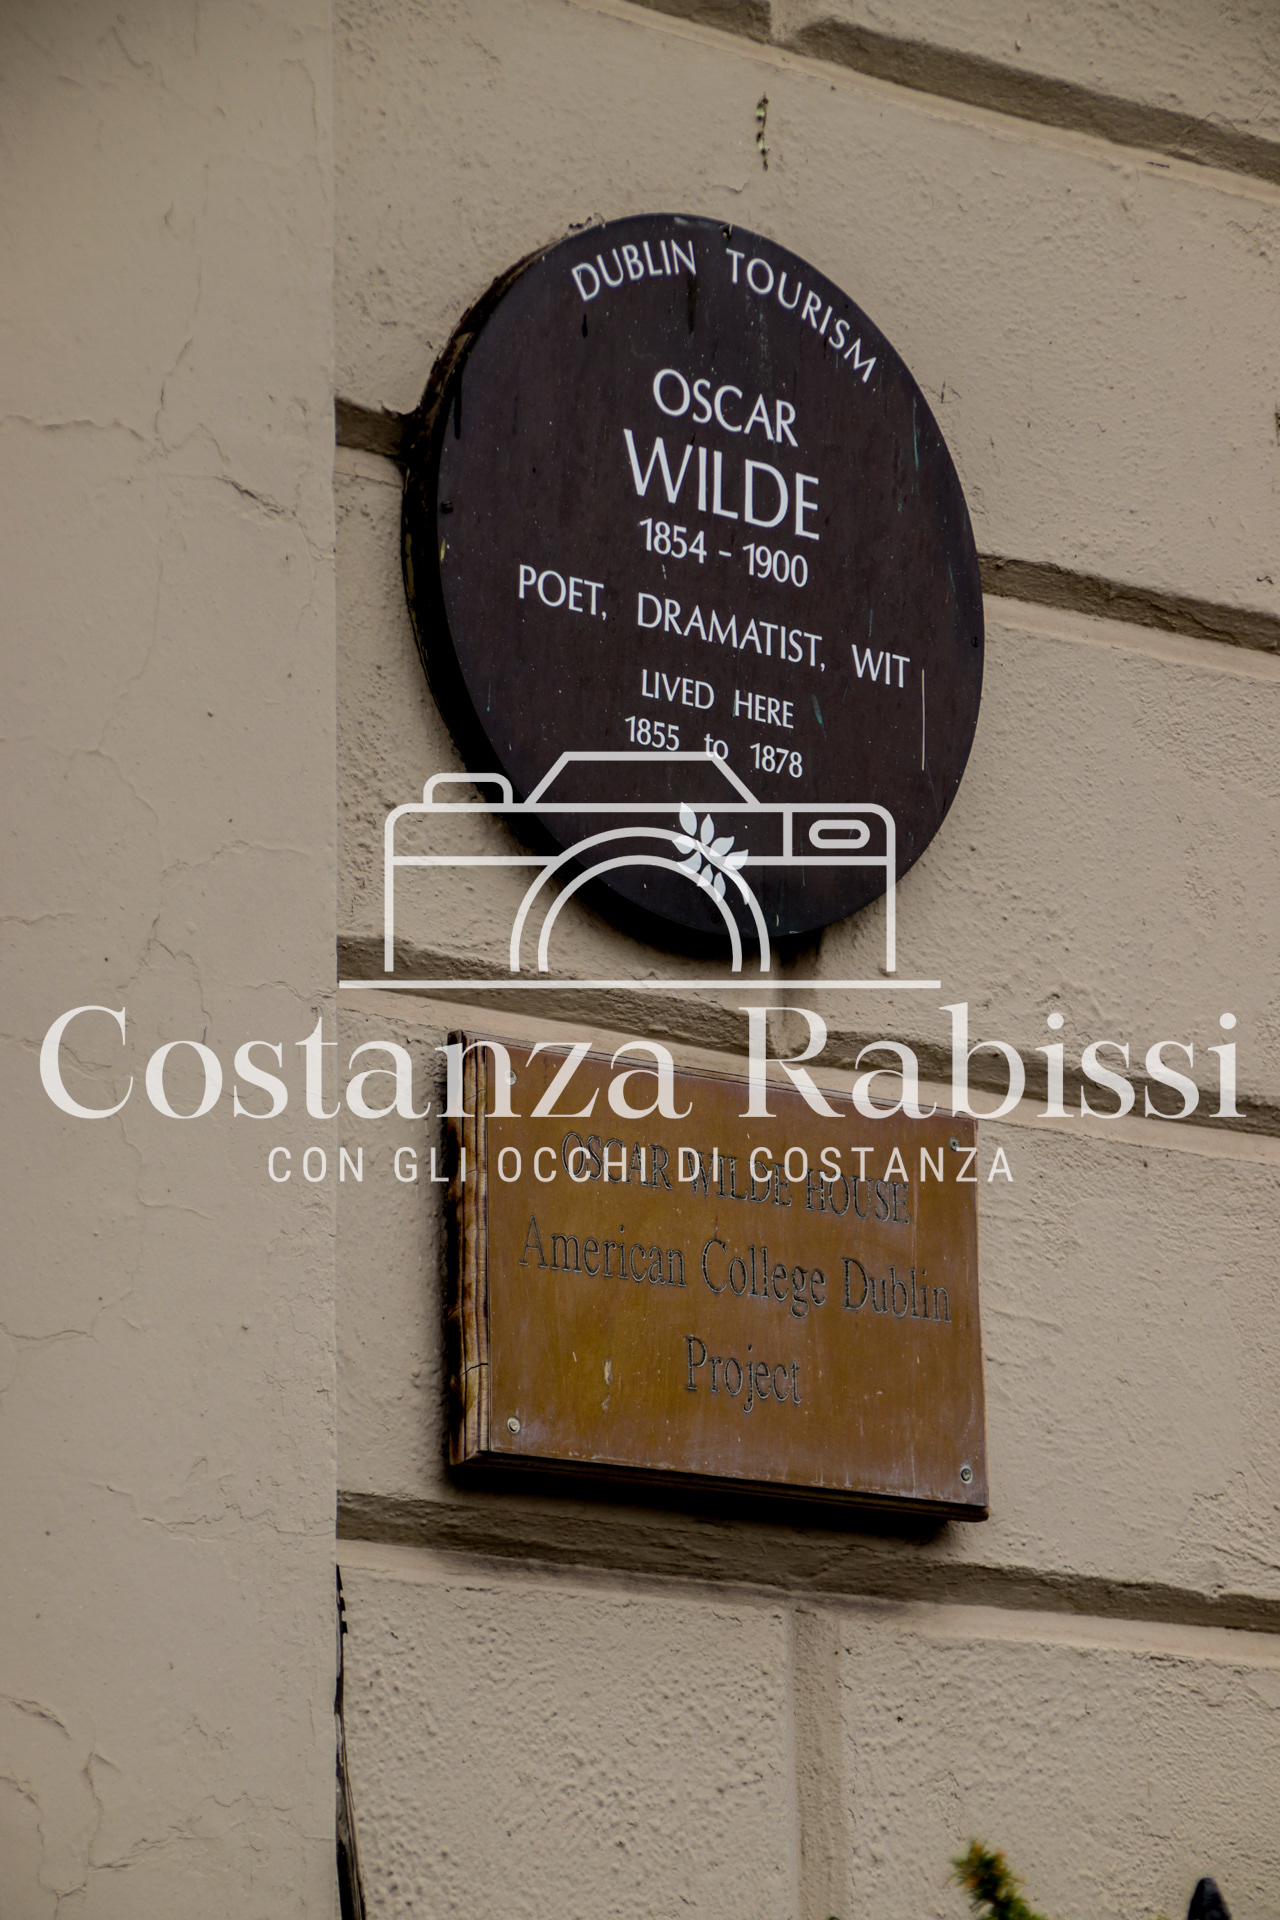 DUBLIN TOURISM
OSCAR
WILDE
1854 - 1900
POET, DRAMATIST, WIT
LIVED HERE
1855 to 1878
Costanza Rabissi
CON GLI OCCHI DI COSTANZA
OSCAR WILDE HOUSE
American College Dublin
Project